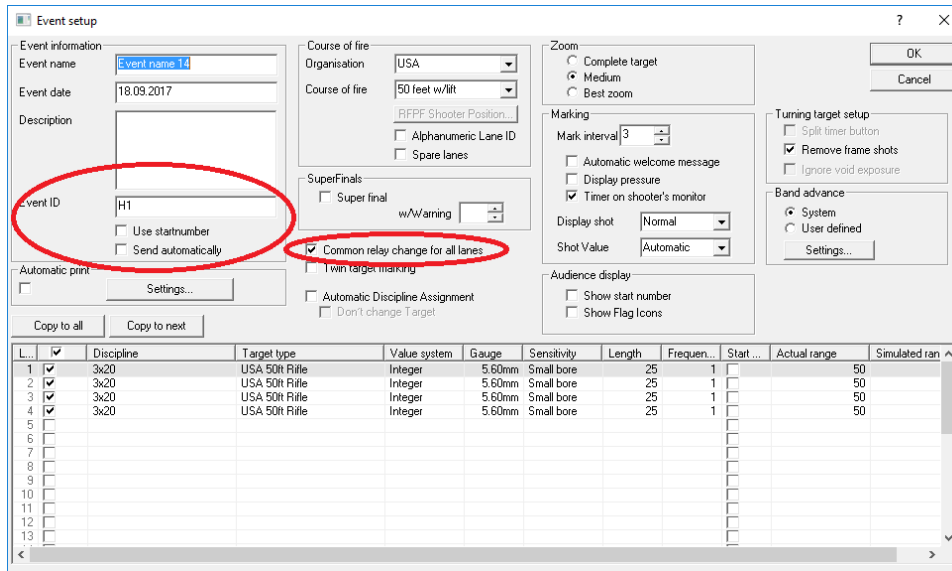 Event setup
? X
Event information
Event name
Event name 14
Event date
18.09.2017
Description
Event ID
H1
Use startnumber
Send automatically
Automatic print
Settings...
Copy to all
Copy to next
Course of fire
Organisation
USA
Course of fire
50 feet w/lift
RFPF Shooter Position...
Alphanumeric Lane ID
Spare lanes
SuperFinals
Super final
w/Warning
Common relay change for all lanes
Twin target marking
Automatic Discipline Assignment
Don't change Target
Zoom
Complete target
Medium
Best zoom
Marking
Mark interval 3
Automatic welcome message
Display pressure
Timer on shooter's monitor
Display shot
Normal
Shot Value
Automatic
Audience display
Show start number
Show Flag Icons
OK
Cancel
Turning target setup
Split timer button
Remove frame shots
Ignore void exposure
Band advance
System
User defined
Settings...
L... Discipline Target type Value system Gauge Sensitivity Length Frequen... Start ... Actual range Simulated ran
1 3x20 USA 50ft Rifle Integer 5.60mm Small bore 25 1 50
2 3x20 USA 50ft Rifle Integer 5.60mm Small bore 25 1 50
3 3x20 USA 50ft Rifle Integer 5.60mm Small bore 25 1 50
4 3x20 USA 50ft Rifle Integer 5.60mm Small bore 25 1 50
5
6
7
8
9
10
11
12
13